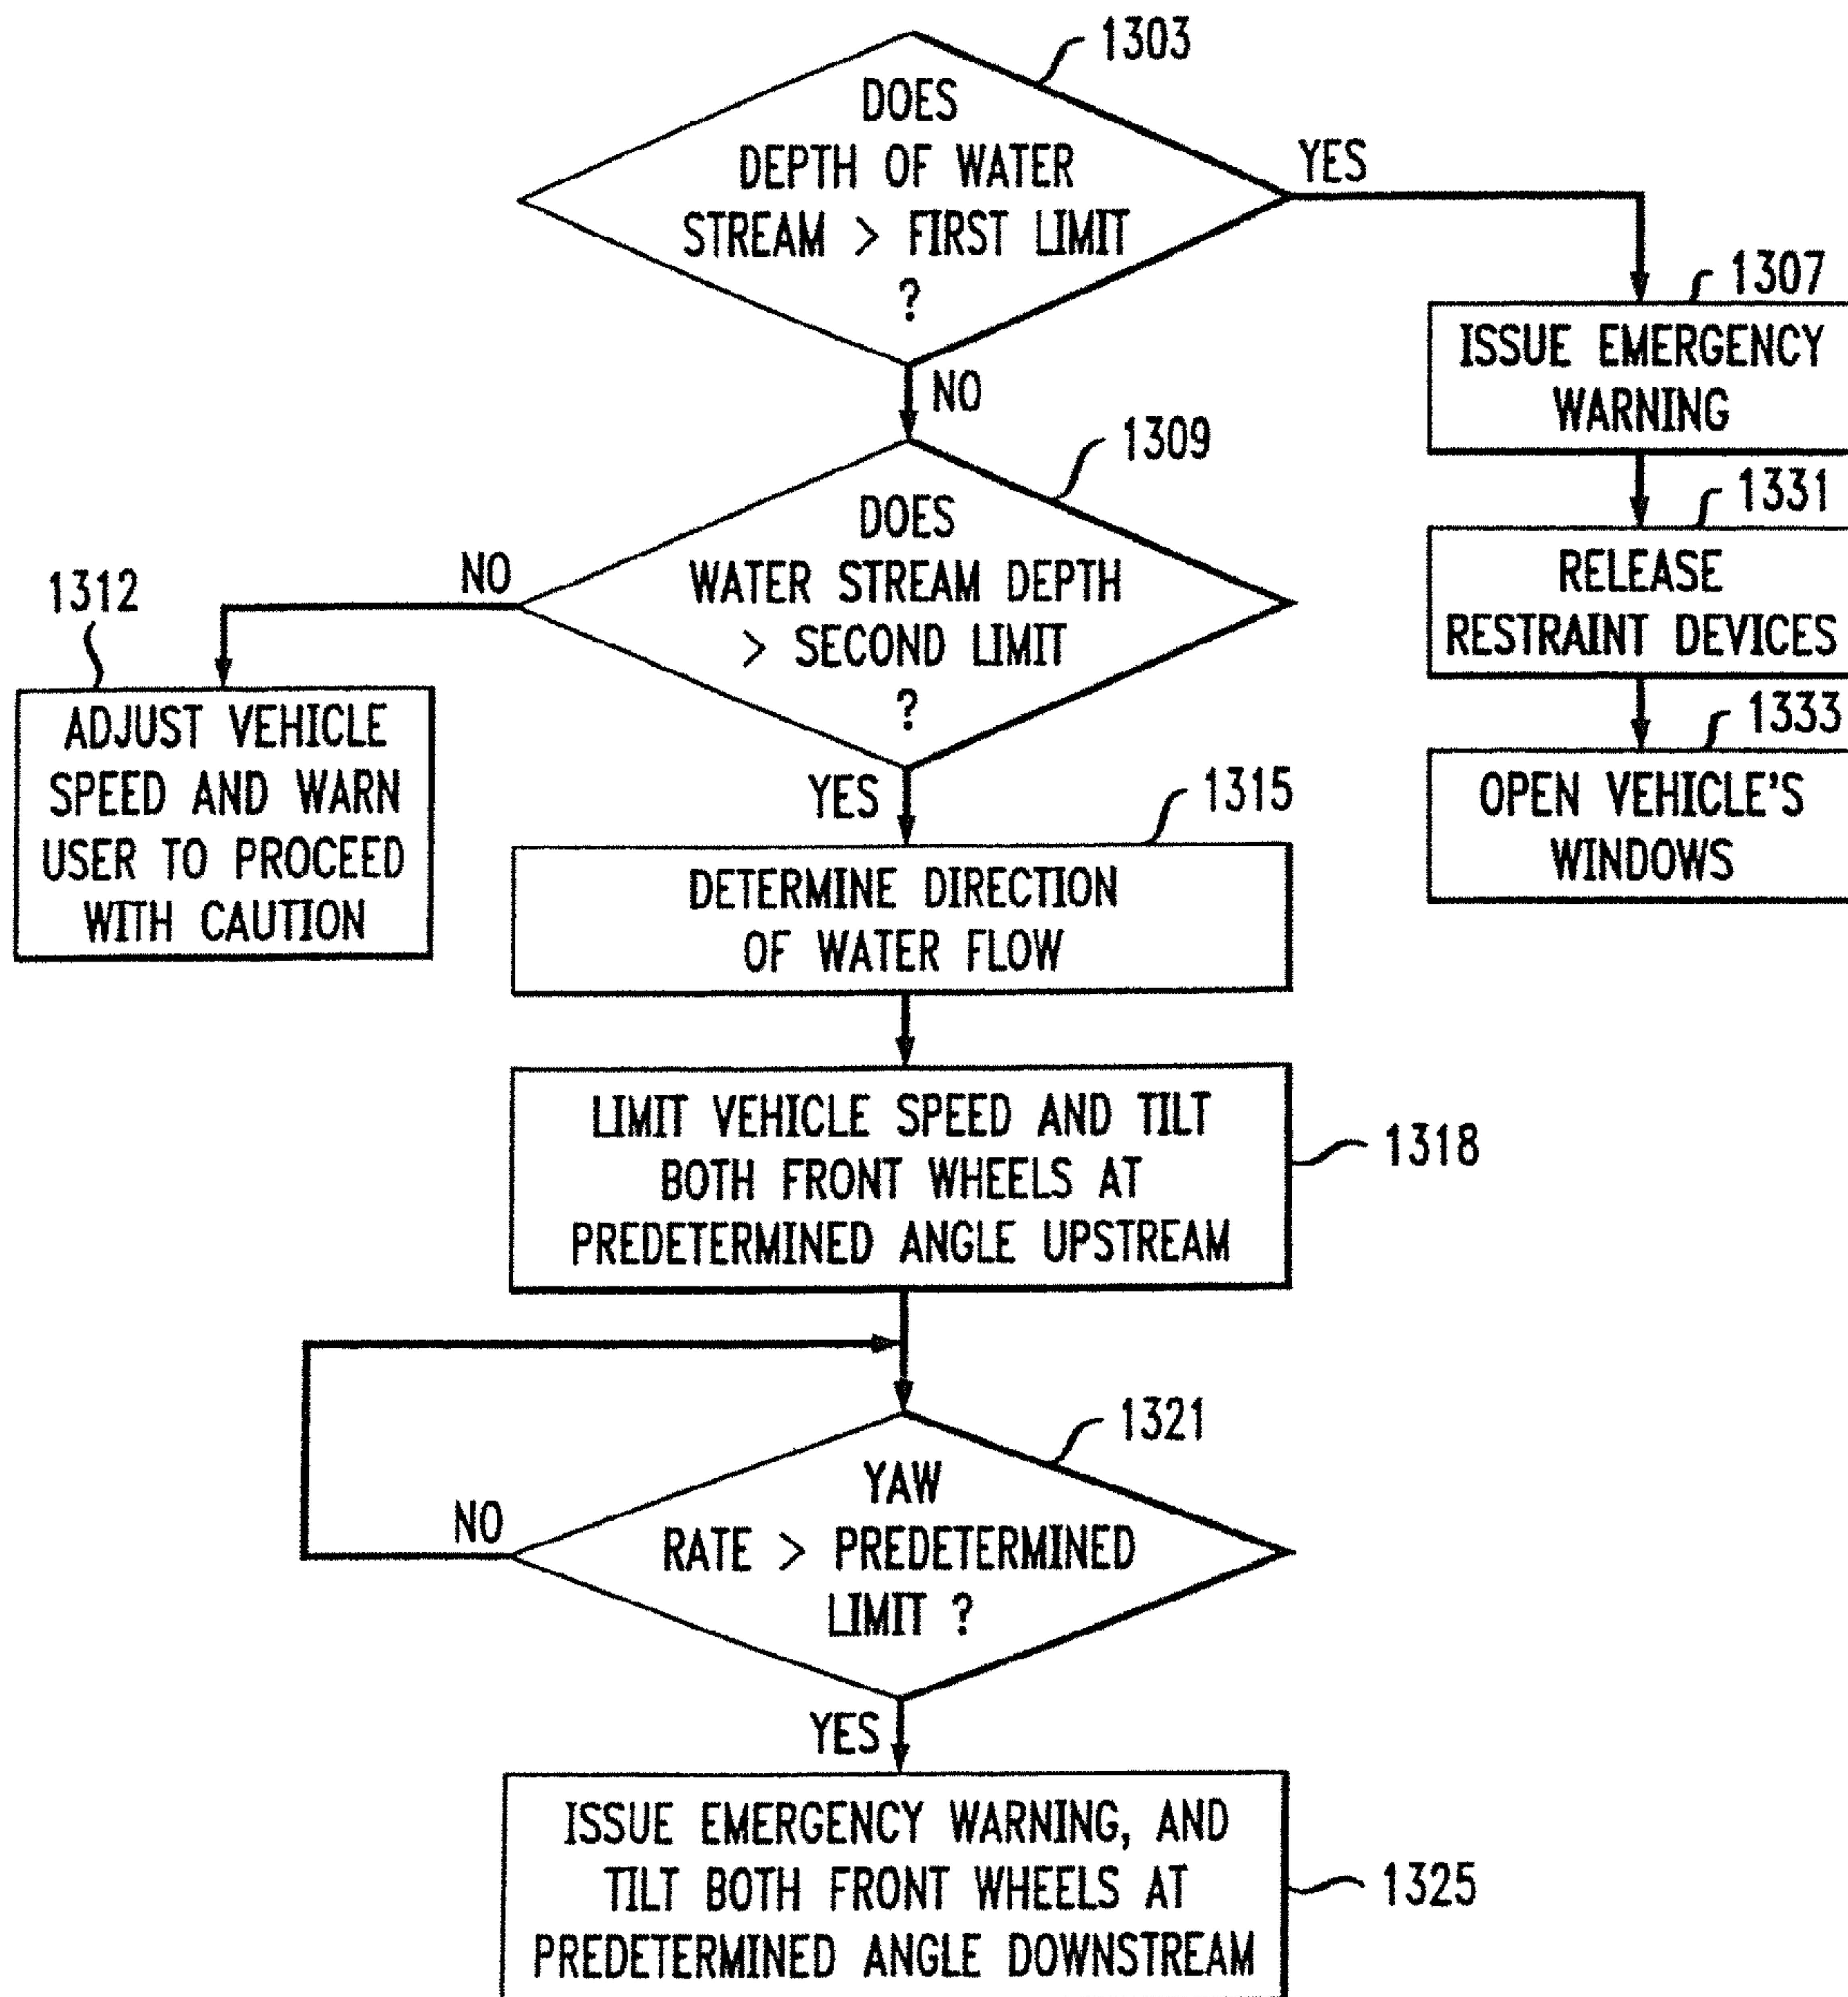 1303
DOES
DEPTH OF WATER
STREAM > FIRST LIMIT
?
YES
NO
1307
ISSUE EMERGENCY
WARNING
1331
RELEASE
RESTRAINT DEVICES
1333
OPEN VEHICLE'S
WINDOWS
1309
DOES
WATER STREAM DEPTH
> SECOND LIMIT
?
NO
YES
1312
ADJUST VEHICLE
SPEED AND WARN
USER TO PROCEED
WITH CAUTION
1315
DETERMINE DIRECTION
OF WATER FLOW
LIMIT VEHICLE SPEED AND TILT
BOTH FRONT WHEELS AT
PREDETERMINED ANGLE UPSTREAM
1318
1321
YAW
RATE > PREDETERMINED
LIMIT ?
NO
YES
ISSUE EMERGENCY WARNING, AND
TILT BOTH FRONT WHEELS AT
PREDETERMINED ANGLE DOWNSTREAM
1325